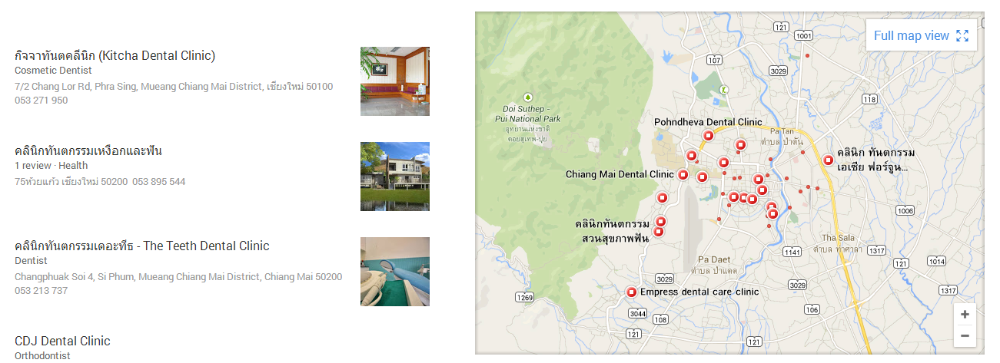 กิจจาทันตคลีนิก (Kitcha Dental Clinic)
Cosmetic Dentist
7/2 Chang Lor Rd, Phra Sing, Mueang Chiang Mai District, เชียงใหม่ 50100
053 271 950
คลินิกทันตกรรมเหงือกและฟัน
1 review · Health
75ห้วยแก้ว เชียงใหม่ 50200 053 895 544
คลินิกทันตกรรมเดอะทีธ - The Teeth Dental Clinic
Dentist
Changphuak Soi 4, Si Phum, Mueang Chiang Mai District, Chiang Mai 50200
053 213 737
CDJ Dental Clinic
Orthodontist
Full map view
121
1001
107
3029
118
Doi Suthep -
Pui National Park
อุทยานแห่งชาติ
ดอยสุเทพ-ปุย
Pohndheva Dental Clinic
Pa Tan
ตำบล ป่าตัน
คลินิก ทันตกรรม
เอเซีย ฟอร์จูน...
Chiang Mai Dental Clinic
1006
คลินิกทันตกรรม
สวนสุขภาพฟัน
Tha Sala
ตำบล ท่าศาลา
1141
1317
1014
121
Pa Daet
ตำบล ป่าแดด
3029
1317
Empress dental care clinic
1269
3044
108
106
121
121
+
−